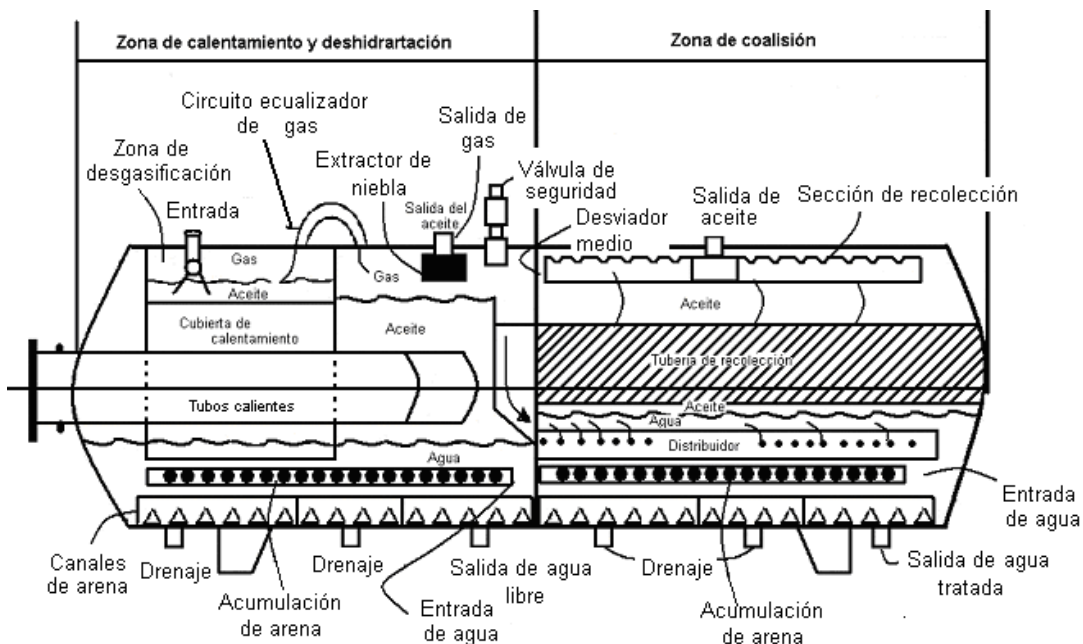 Zona de calentamiento y deshidrartación
Zona de coalisión
Circuito ecualizador
de gas
Salida de
gas
Zona de
desgasificación
Extractor de
niebla
Válvula de
seguridad
Salida de
aceite
Sección de recolección
Entrada
Salida del
aceite
Desviador
medio
Gas
Gas
Aceite
Aceite
Aceite
Cubierta de
calentamiento
Tuberia de recolección
Tubos calientes
Aceite
Agua
Distribuidor
Agua
Entrada
de agua
Canales
de arena
Drenaje
Drenaje
Salida de agua
libre
Drenaje
Salida de agua
tratada
Acumulación
de arena
Entrada
de agua
Acumulación
de arena